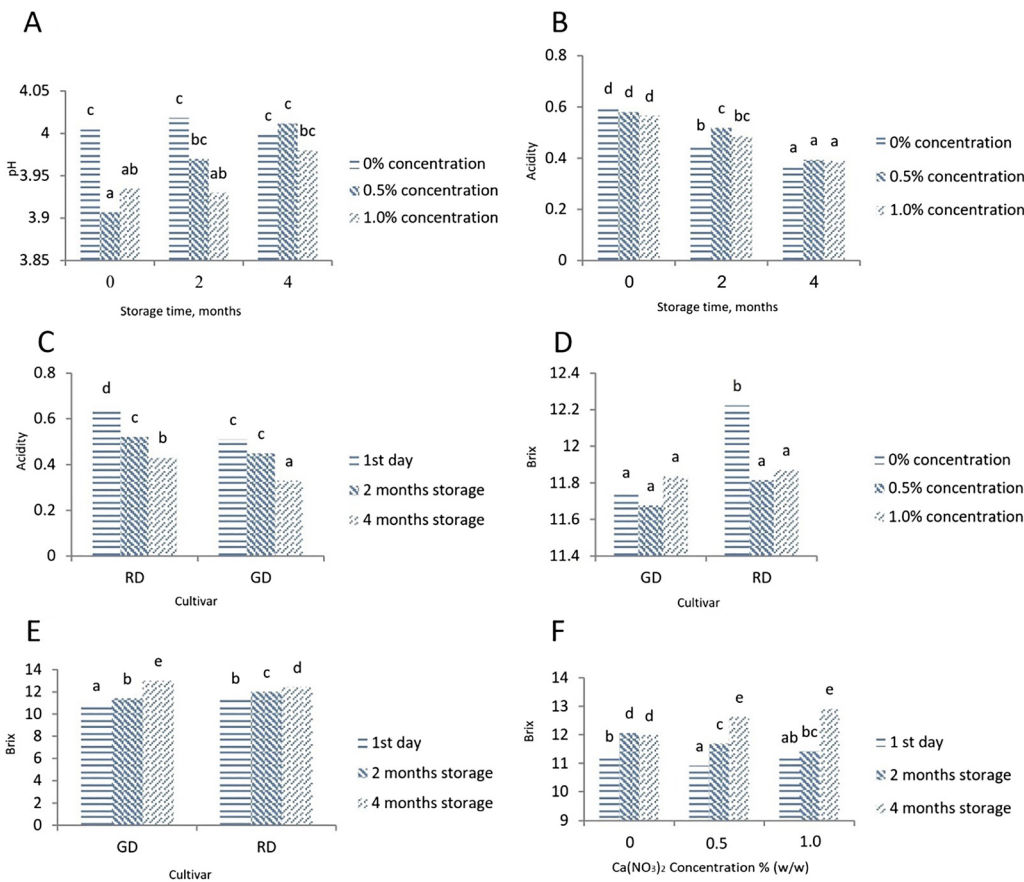 A
4.05
4
3.95
3.9
3.85
pH
c
a
ab
c
bc
ab
c
c
bc
0
2
4
Storage time, months
0% concentration
0.5% concentration
1.0% concentration
B
0.8
0.6
0.4
0.2
0
Acidity
d
d
d
b
c
bc
a
a
a
0
2
4
Storage time, months
0% concentration
0.5% concentration
1.0% concentration
C
0.8
0.6
0.4
0.2
0
Acidity
d
c
b
c
c
a
RD
GD
Cultivar
1st day
2 months storage
4 months storage
D
12.4
12.2
12
11.8
11.6
11.4
Brix
a
a
a
b
a
a
GD
RD
Cultivar
0% concentration
0.5% concentration
1.0% concentration
E
14
12
10
8
6
4
2
0
Brix
a
b
e
b
c
d
GD
RD
Cultivar
1st day
2 months storage
4 months storage
F
14
13
12
11
10
9
Brix
b
d
d
a
c
e
ab
bc
e
0
0.5
1.0
Ca(NO₃)₂ Concentration % (w/w)
1 st day
2 months storage
4 months storage